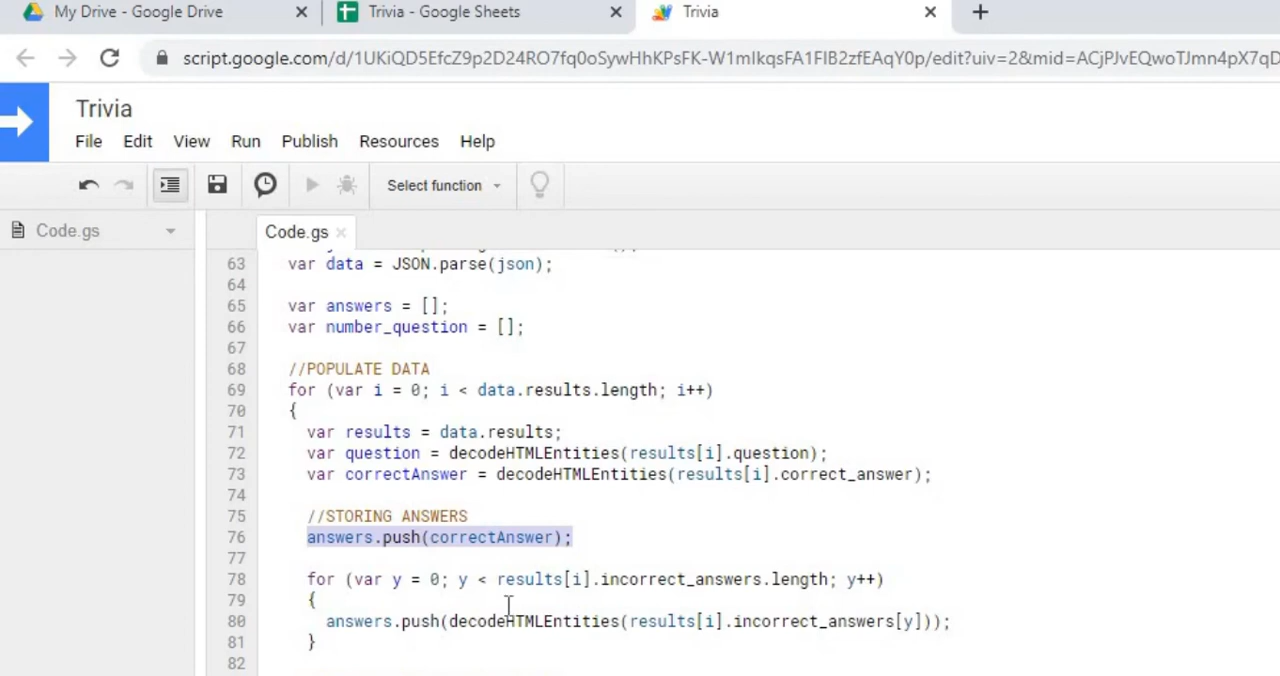 My Drive - Google Drive
Trivia - Google Sheets
Trivia
script.google.com/d/1UKiQD5EfcZ9p2D24RO7fq0oSywHhKPsFK-W1mIkqsFA1FIB2zfEAqY0p/edit?uiv=2&mid=ACjPJvEQwoTJmn4pX7qD
Trivia
File Edit View Run Publish Resources Help
Select function
Code.gs
Code.gs
63 var data = JSON.parse(json);
64
65 var answers = [];
66 var number_question = [];
67
68 //POPULATE DATA
69 for (var i = 0; i < data.results.length; i++)
70 {
71 var results = data.results;
72 var question = decodeHTMLEntities(results[i].question);
73 var correctAnswer = decodeHTMLEntities(results[i].correct_answer);
74
75 //STORING ANSWERS
76 answers.push(correctAnswer);
77
78 for (var y = 0; y < results[i].incorrect_answers.length; y++)
79 {
80 answers.push(decodeHTMLEntities(results[i].incorrect_answers[y]));
81 }
82